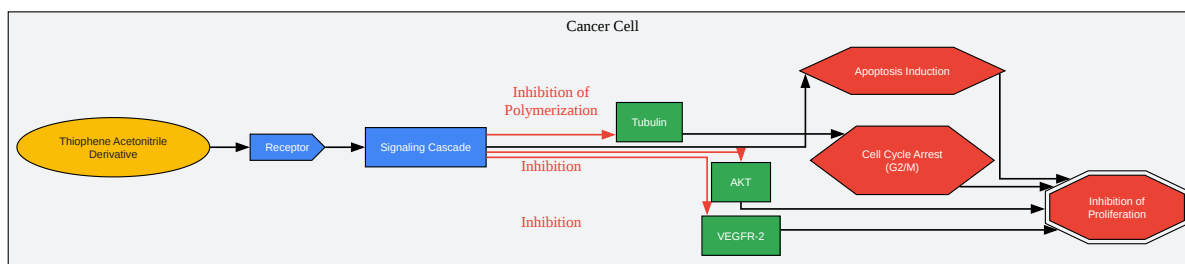 Cancer Cell
Thiophene Acetonitrile
Derivative
Receptor
Signaling Cascade
Inhibition of
Polymerization
Inhibition
Inhibition
Tubulin
AKT
VEGFR-2
Apoptosis Induction
Cell Cycle Arrest
(G2/M)
Inhibition of
Proliferation